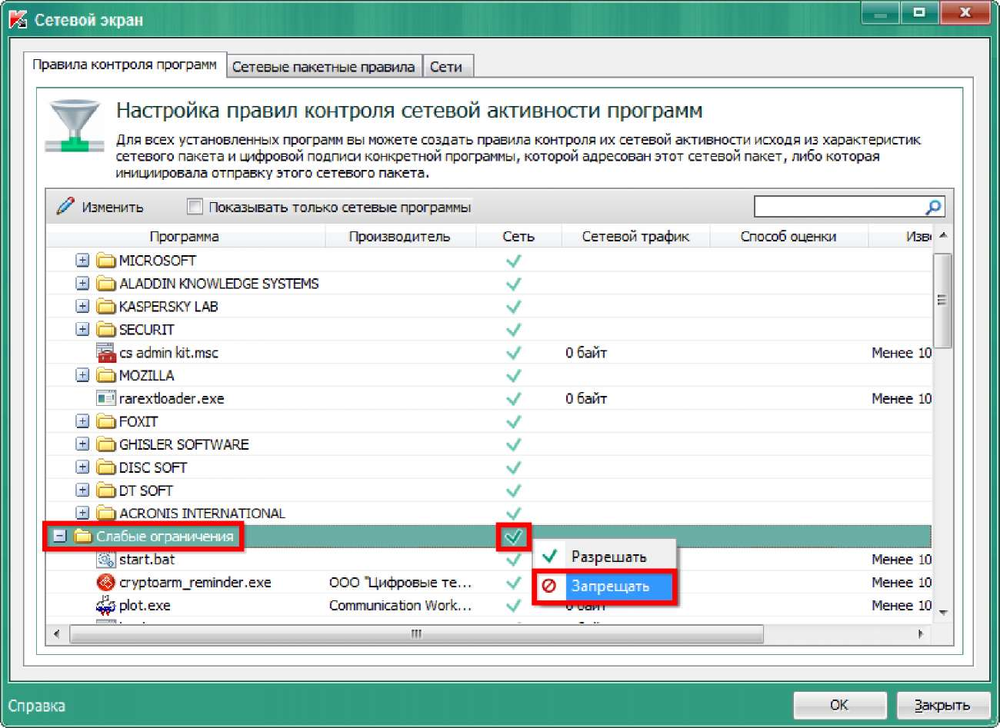 Сетевой экран
Правила контроля программ
Сетевые пакетные правила
Сети
Настройка правил контроля сетевой активности программ
Для всех установленных программ вы можете создать правила контроля их сетевой активности исходя из характеристик
сетевого пакета и цифровой подписи конкретной программы, которой адресован этот сетевой пакет, либо которая
инициировала отправку этого сетевого пакета.
Изменить
Показывать только сетевые программы
Программа Производитель Сеть Сетевой трафик Способ оценки Изве
MICROSOFT
ALADDIN KNOWLEDGE SYSTEMS
KASPERSKY LAB
SECURIT
cs admin kit.msc 0 байт Менее 10
MOZILLA
rarextloader.exe 0 байт Менее 10
FOXIT
GHISLER SOFTWARE
DISC SOFT
DT SOFT
ACRONIS INTERNATIONAL
Слабые ограничения
start.bat Менее 10
Разрешать
cryptoarm_reminder.exe ООО "Цифровые те... Менее 10
Запрещать
plot.exe Communication Work... 0 байт Менее 10
Справка
OK
Закрыть